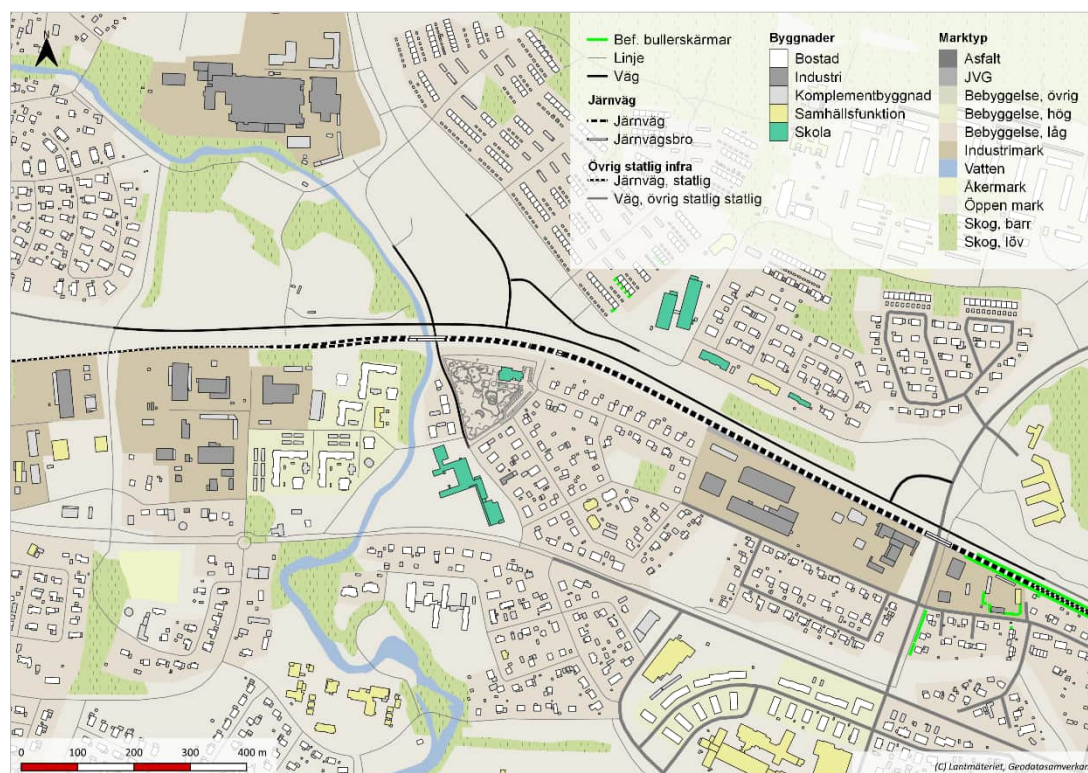 Bef. bullerskärmar
Linje
Väg
Järnväg
Järnväg
Järnvägsbro
Övrig statlig infra
Järnväg, statlig
Väg, övrig statlig statlig
Byggnader
Bostad
Industri
Komplementbyggnad
Samhällsfunktion
Skola
Marktyp
Asfalt
JVG
Bebyggelse, övrig
Bebyggelse, hög
Bebyggelse, låg
Industrimark
Vatten
Åkermark
Öppen mark
Skog, barr
Skog, löv
0 100 200 300 400 m
(C) Lantmäteriet, Geodatasamverkan